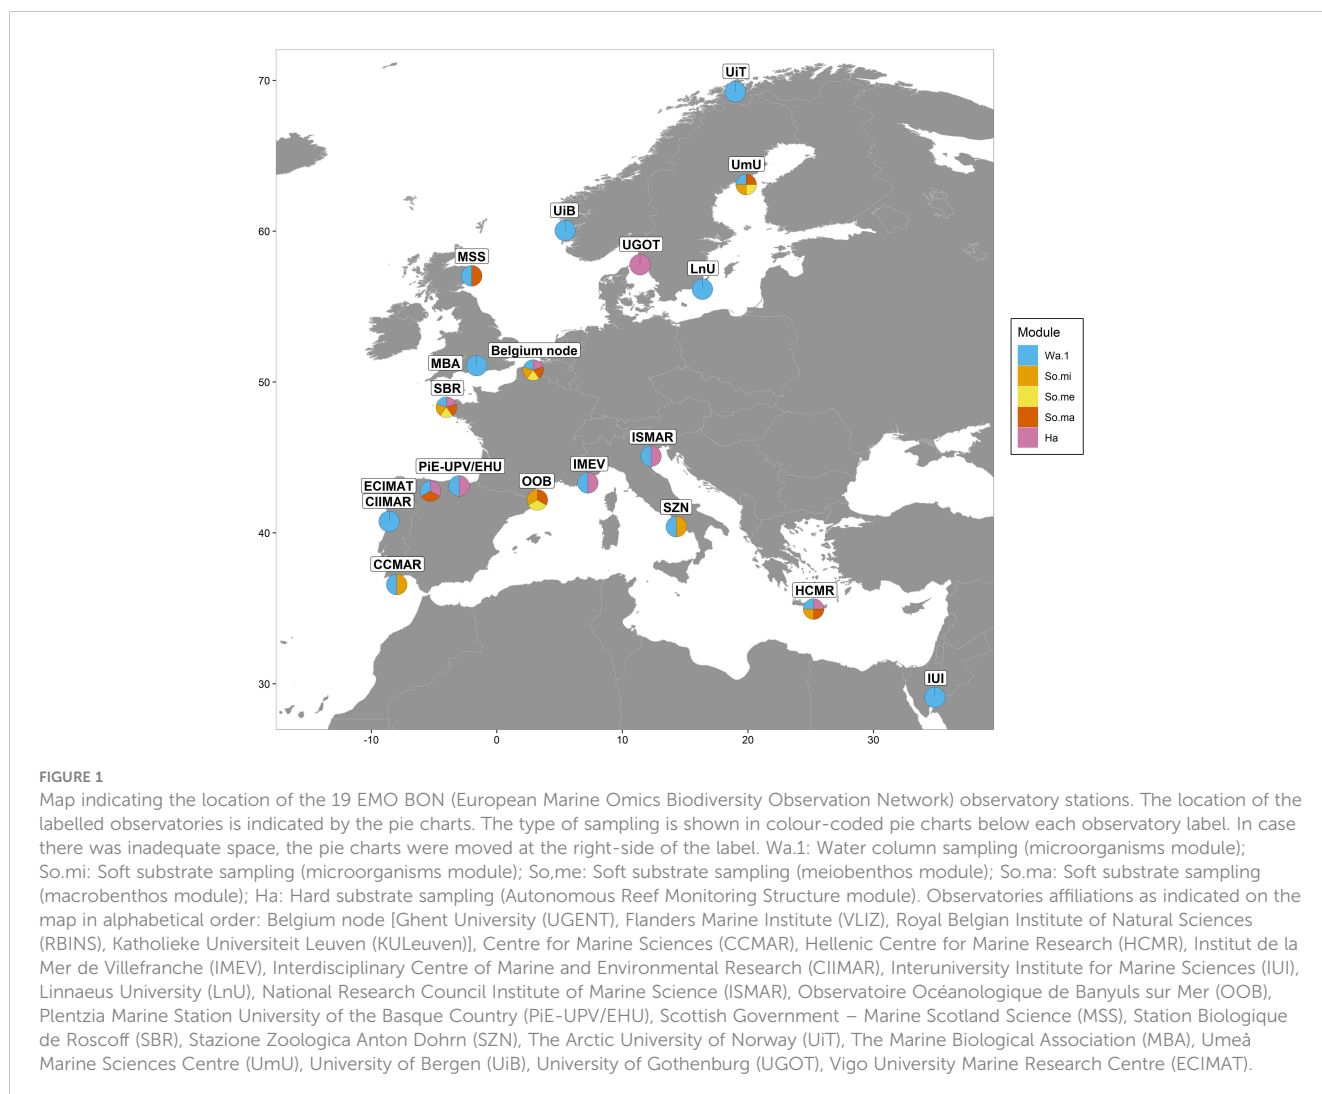 70
60
50
40
30
-10
0
10
20
30
UiT
UmU
UiB
UGOT
MSS
LnU
Belgium node
MBA
SBR
ISMAR
PiE-UPV/EHU
IMEV
ECIMAT
OOB
CIIMAR
SZN
CCMAR
HCMR
IUI
Module
Wa.1
So.mi
So.me
So.ma
Ha
FIGURE 1
Map indicating the location of the 19 EMO BON (European Marine Omics Biodiversity Observation Network) observatory stations. The location of the
labelled observatories is indicated by the pie charts. The type of sampling is shown in colour-coded pie charts below each observatory label. In case
there was inadequate space, the pie charts were moved at the right-side of the label. Wa.1: Water column sampling (microorganisms module);
So.mi: Soft substrate sampling (microorganisms module); So,me: Soft substrate sampling (meiobenthos module); So.ma: Soft substrate sampling
(macrobenthos module); Ha: Hard substrate sampling (Autonomous Reef Monitoring Structure module). Observatories affiliations as indicated on the
map in alphabetical order: Belgium node [Ghent University (UGENT), Flanders Marine Institute (VLIZ), Royal Belgian Institute of Natural Sciences
(RBINS), Katholieke Universiteit Leuven (KULeuven)], Centre for Marine Sciences (CCMAR), Hellenic Centre for Marine Research (HCMR), Institut de la
Mer de Villefranche (IMEV), Interdisciplinary Centre of Marine and Environmental Research (CIIMAR), Interuniversity Institute for Marine Sciences (IUI),
Linnaeus University (LnU), National Research Council Institute of Marine Science (ISMAR), Observatoire Océanologique de Banyuls sur Mer (OOB),
Plentzia Marine Station University of the Basque Country (PiE-UPV/EHU), Scottish Government – Marine Scotland Science (MSS), Station Biologique
de Roscoff (SBR), Stazione Zoologica Anton Dohrn (SZN), The Arctic University of Norway (UiT), The Marine Biological Association (MBA), Umeå
Marine Sciences Centre (UmU), University of Bergen (UiB), University of Gothenburg (UGOT), Vigo University Marine Research Centre (ECIMAT).